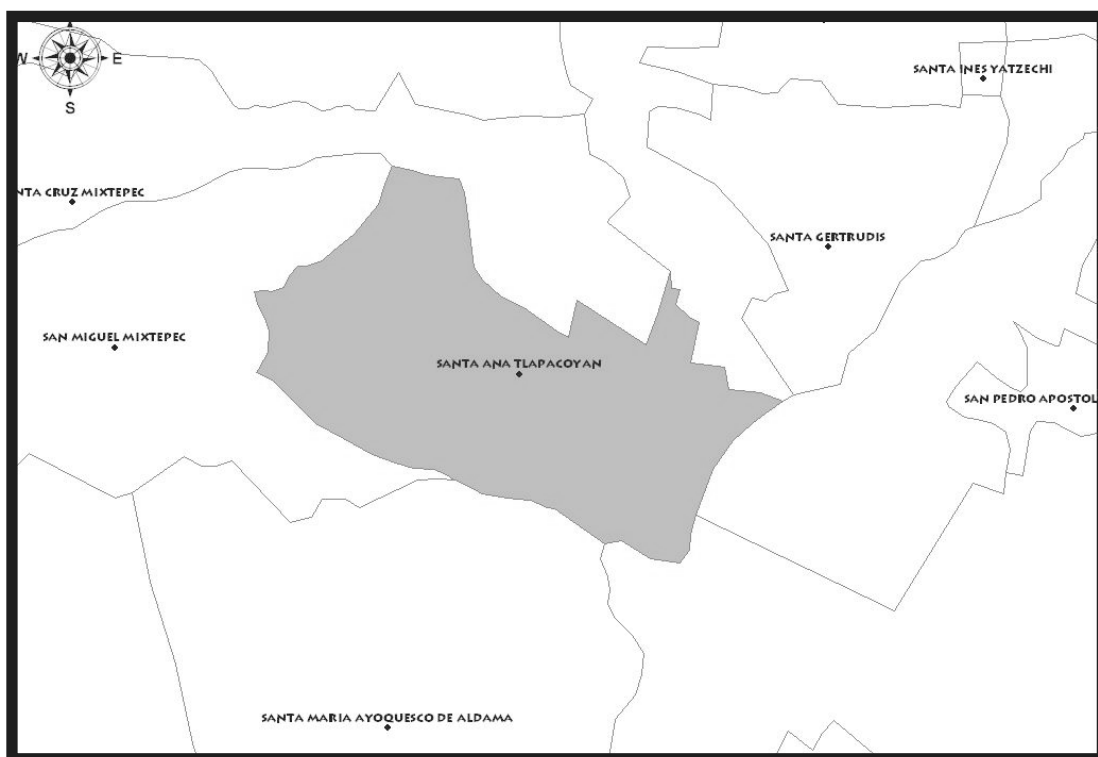 W E
S
SANTA INES YATZECHI
NTA CRUZ MIXTEPEC
SANTA GERTRUDIS
SAN MIGUEL MIXTEPEC
SANTA ANA TLAPACOYAN
SAN PEDRO APOSTOL
SANTA MARIA AYOQUESCO DE ALDAMA